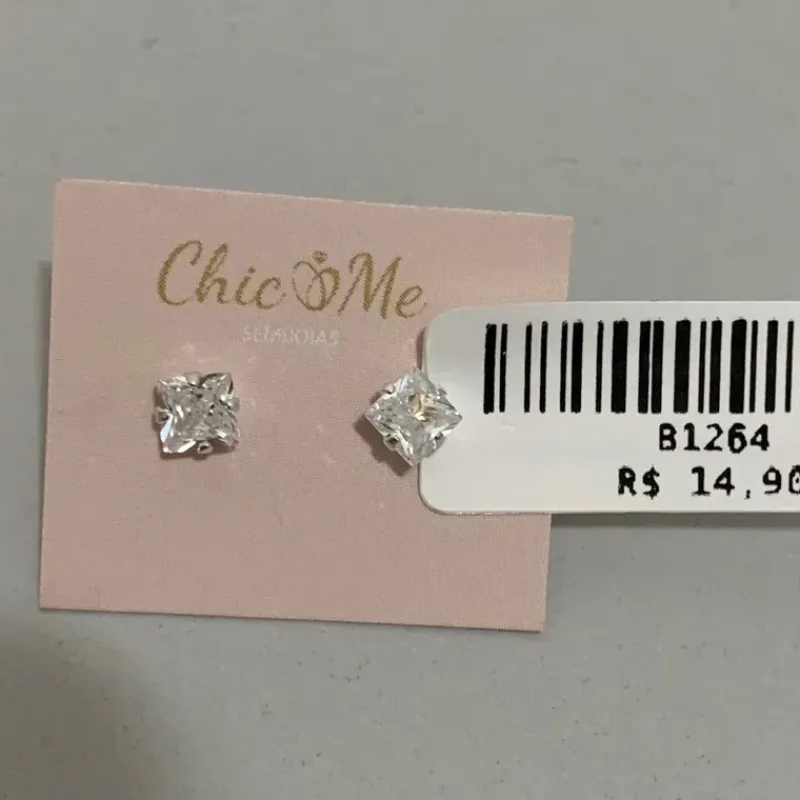 Chic Me
SEMIJOIAS
B1264
R$ 14,90